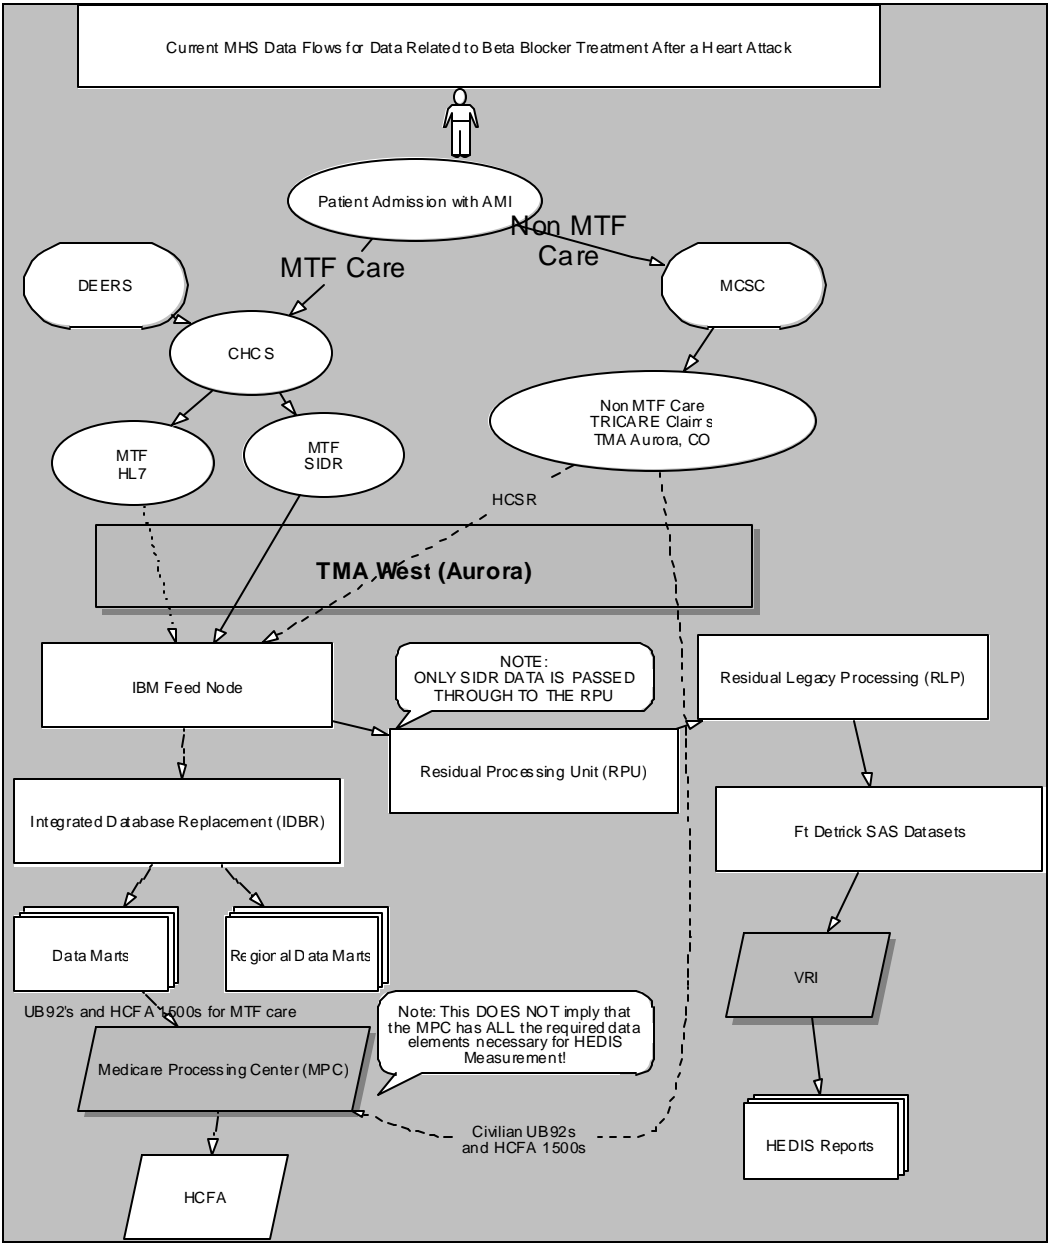 Current MHS Data Flows for Data Related to Beta Blocker Treatment After a Heart Attack
Patient Admission with AMI
Non MTF
Care
MTF Care
DEERS
MCSC
CHCS
Non MTF Care
TRICARE Claims
TMA Aurora, CO
MTF
HL7
MTF
SIDR
HCSR
TMA West (Aurora)
IBM Feed Node
NOTE:
ONLY SIDR DATA IS PASSED
THROUGH TO THE RPU
Residual Legacy Processing (RLP)
Residual Processing Unit (RPU)
Integrated Database Replacement (IDBR)
Ft Detrick SAS Datasets
Data Marts
Regional Data Marts
VRI
UB92's and HCFA 1500s for MTF care
Note: This DOES NOT imply that
the MPC has ALL the required data
elements necessary for HEDIS
Measurement!
Medicare Processing Center (MPC)
Civilian UB92s
and HCFA 1500s
HEDIS Reports
HCFA